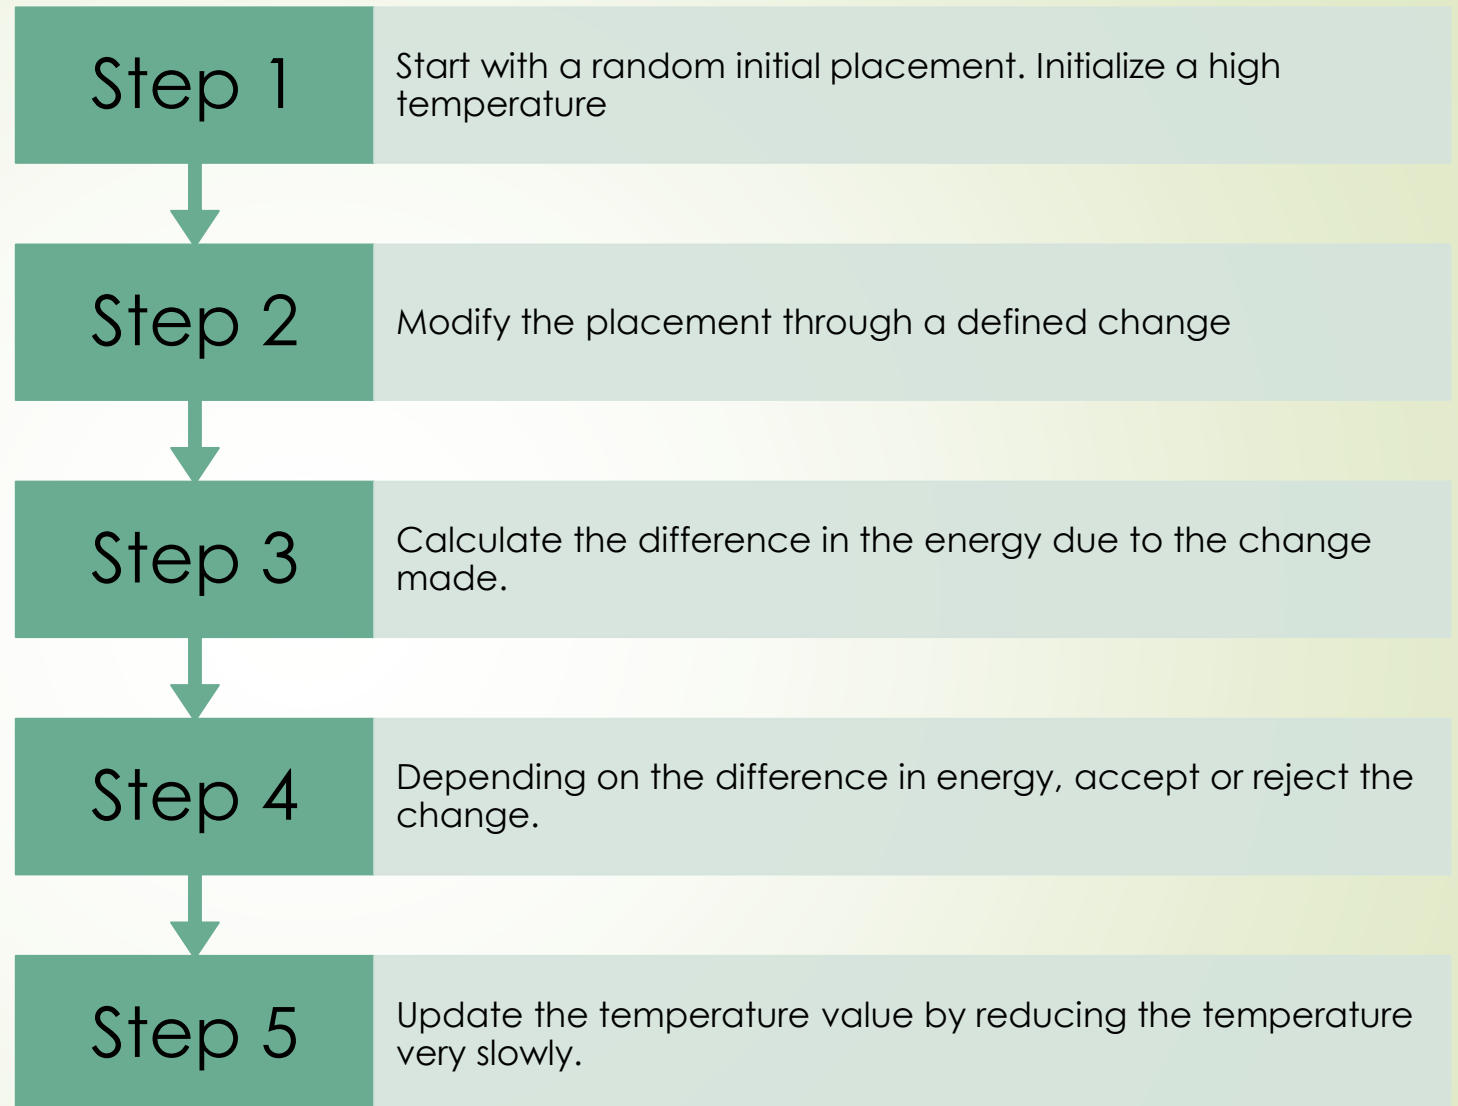 Step 1
Start with a random initial placement. Initialize a high
temperature
Step 2
Modify the placement through a defined change
Step 3
Calculate the difference in the energy due to the change
made.
Step 4
Depending on the difference in energy, accept or reject the
change.
Step 5
Update the temperature value by reducing the temperature
very slowly.